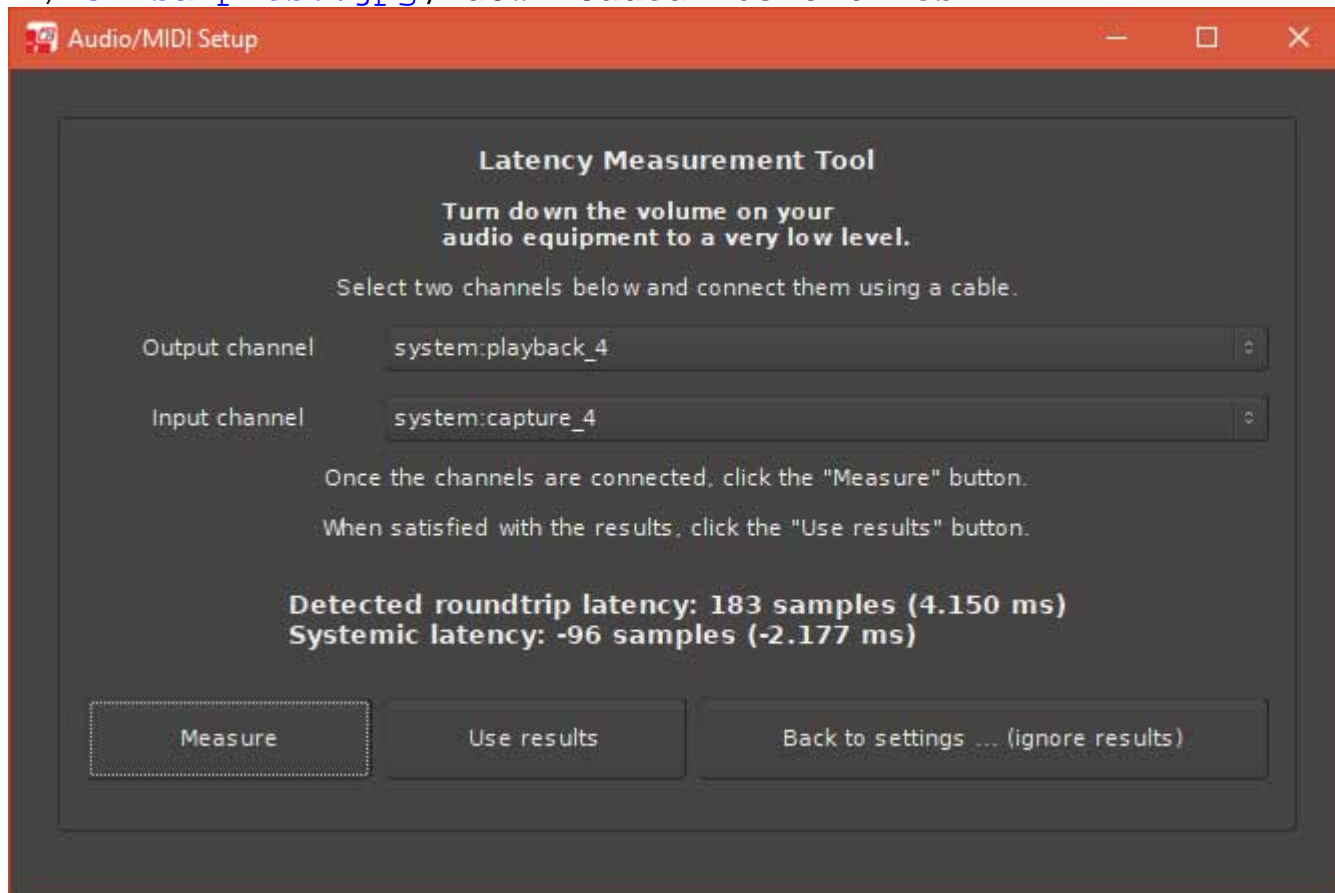 Audio/MIDI Setup
Latency Measurement Tool
Turn down the volume on your
audio equipment to a very low level.
Select two channels below and connect them using a cable.
Output channel system:playback_4
Input channel system:capture_4
Once the channels are connected, click the "Measure" button.
When satisfied with the results, click the "Use results" button.
Detected roundtrip latency: 183 samples (4.150 ms)
Systemic latency: -96 samples (-2.177 ms)
Measure Use results Back to settings ... (ignore results)